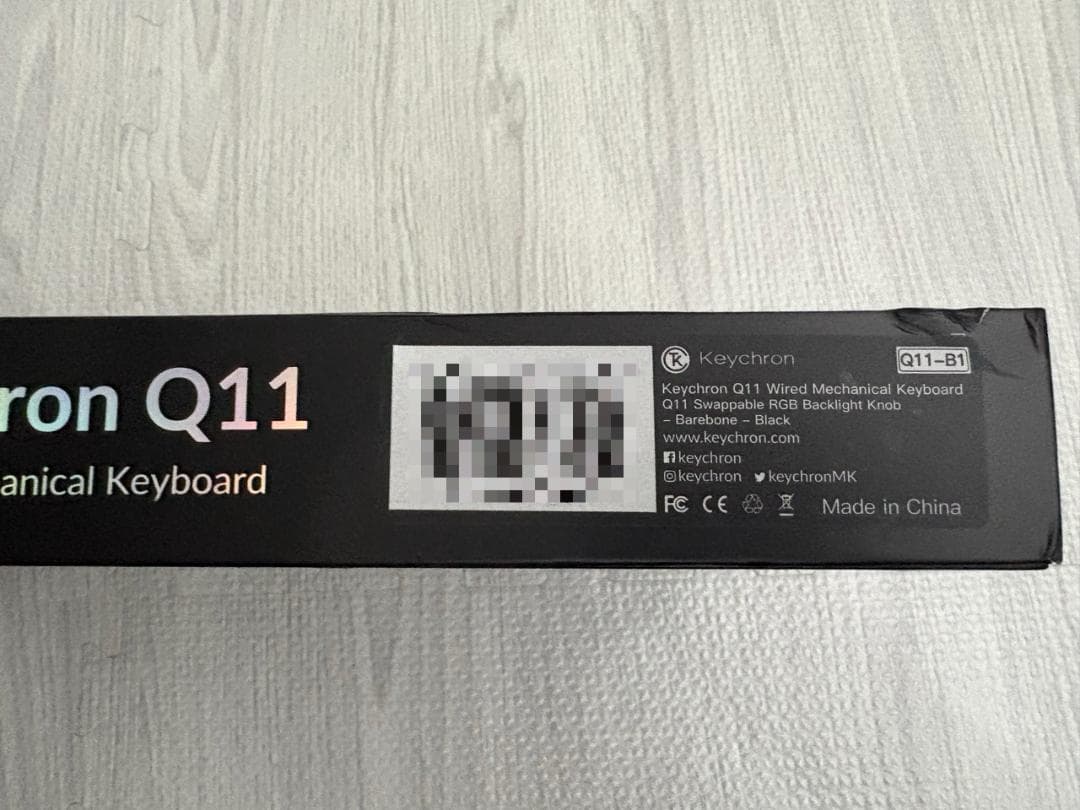 ron Q11
anical Keyboard
Keychron
Q11-B1
Keychron Q11 Wired Mechanical Keyboard
Q11 Swappable RGB Backlight Knob
- Barebone - Black
www.keychron.com
keychron
keychron keychronMK
FC CE Made in China